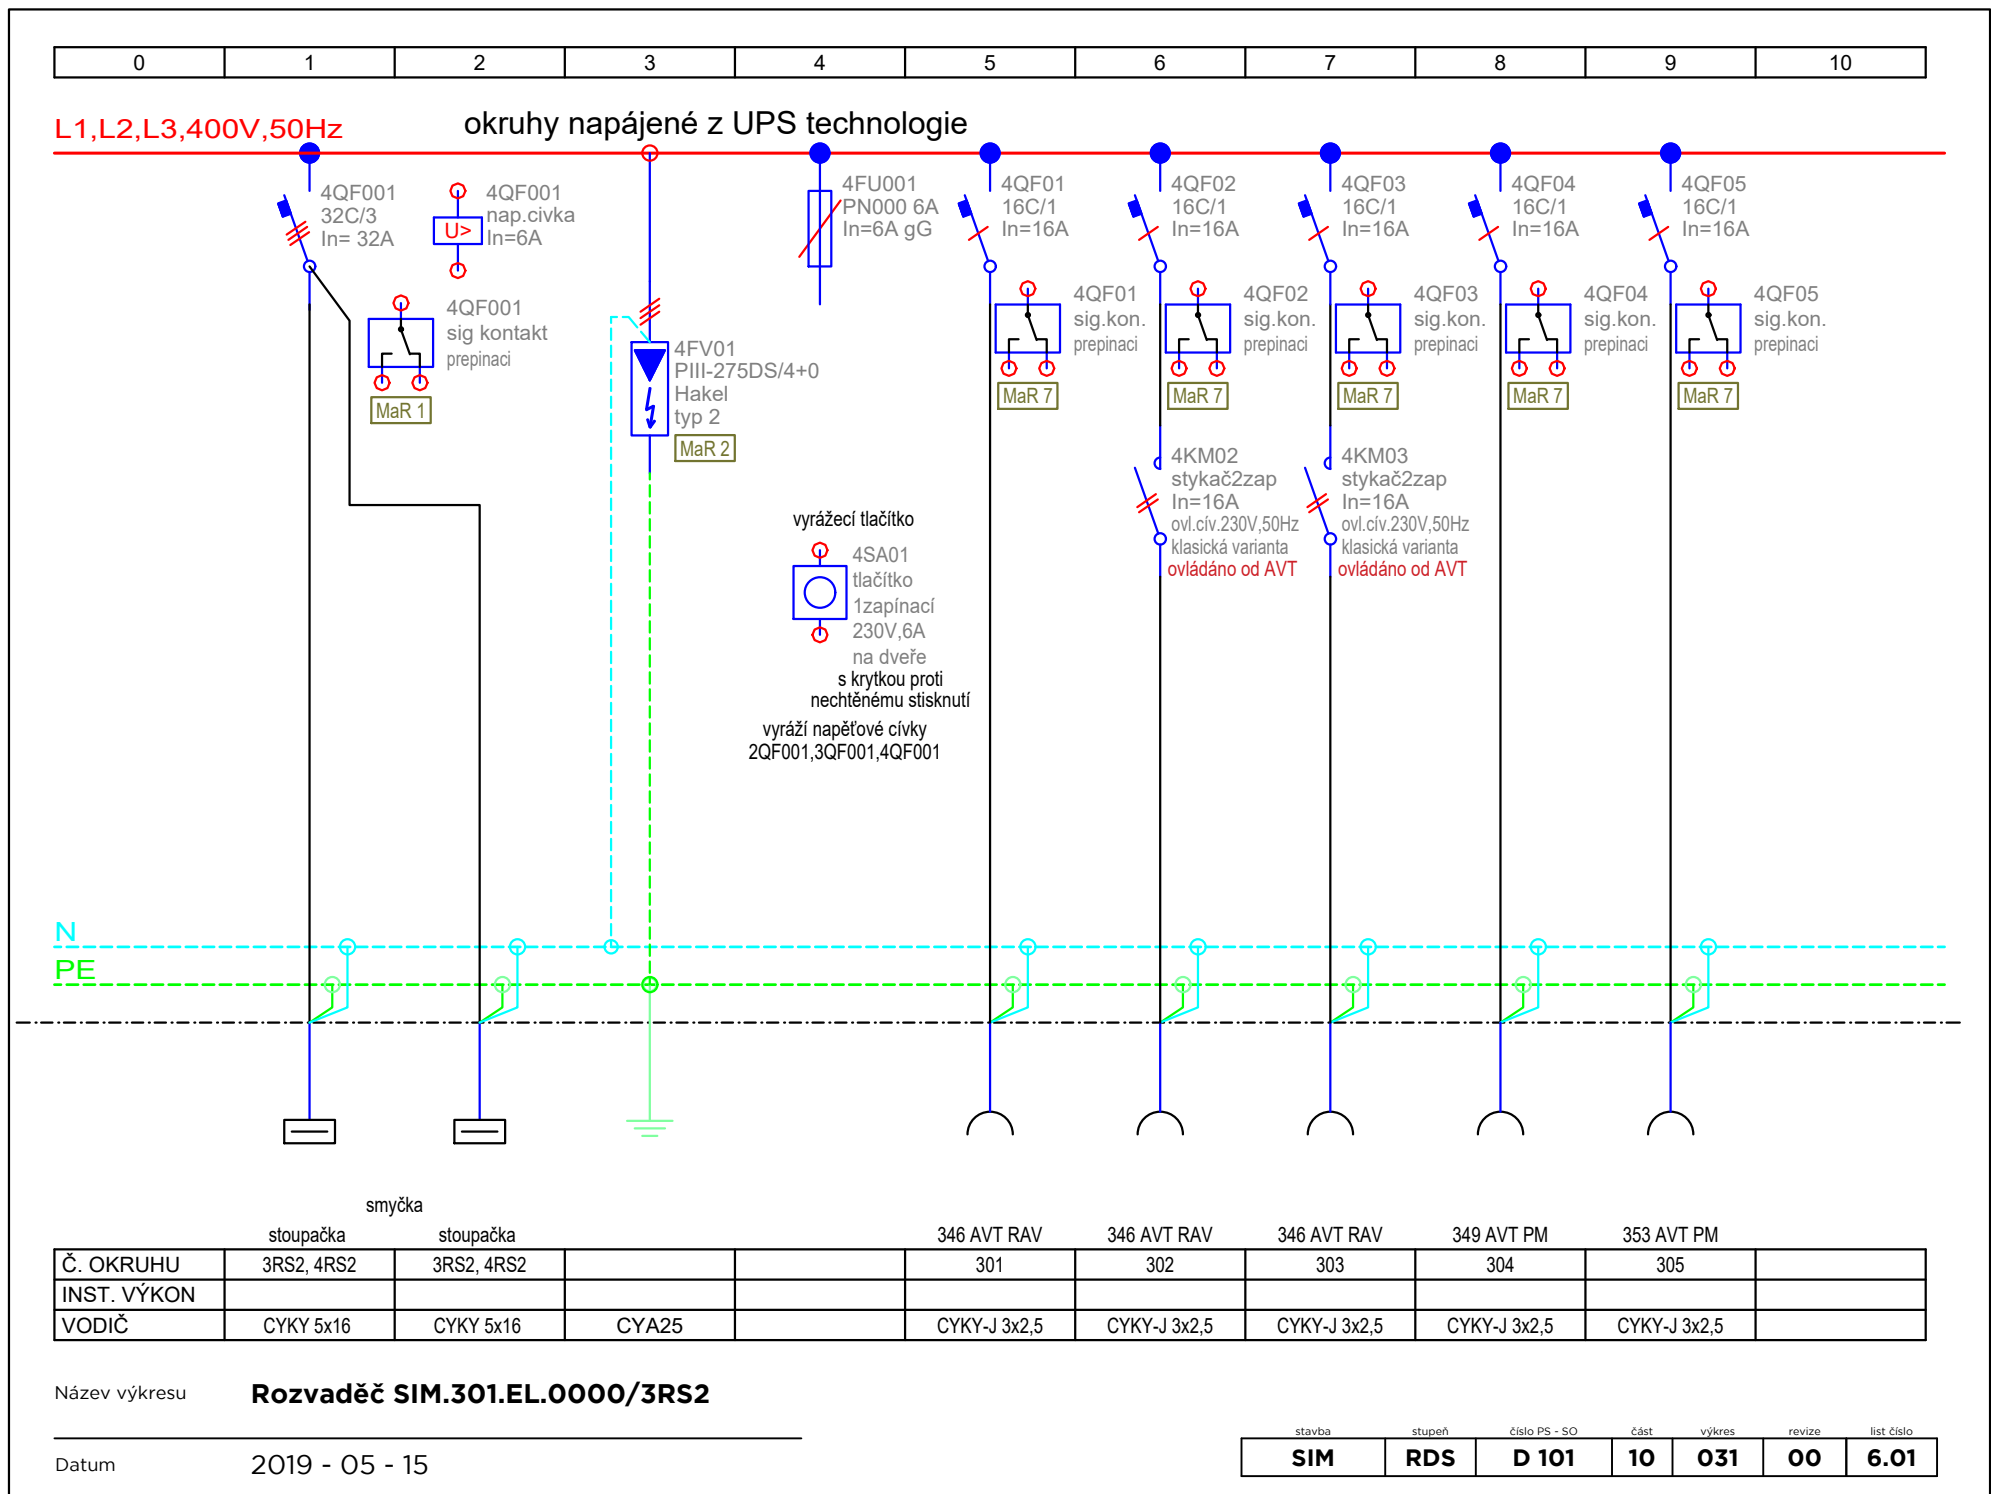 0 1 2 3 4 5 6 7 8 9 10
L1,L2,L3,400V,50Hz
okruhy napájené z UPS technologie
4QF001
32C/3
In= 32A
4QF001
nap.civka
In=6A
U>
4QF001
sig kontakt
prepinaci
MaR 1
4FV01
PIII-275DS/4+0
Hakel
typ 2
MaR 2
4FU001
PN000 6A
In=6A gG
vyrážecí tlačítko
4SA01
tlačítko
1zapínací
230V,6A
na dveře
s krytkou proti
nechtěnému stisknutí
vyráží napěťové cívky
2QF001,3QF001,4QF001
4QF01
16C/1
In=16A
4QF01
sig.kon.
prepinaci
MaR 7
4QF02
16C/1
In=16A
4QF02
sig.kon.
prepinaci
MaR 7
4KM02
stykač2zap
In=16A
ovl.cív.230V,50Hz
klasická varianta
ovládáno od AVT
4QF03
16C/1
In=16A
4QF03
sig.kon.
prepinaci
MaR 7
4KM03
stykač2zap
In=16A
ovl.cív.230V,50Hz
klasická varianta
ovládáno od AVT
4QF04
16C/1
In=16A
4QF04
sig.kon.
prepinaci
MaR 7
4QF05
16C/1
In=16A
4QF05
sig.kon.
prepinaci
MaR 7
N
PE
smyčka
stoupačka stoupačka 346 AVT RAV 346 AVT RAV 346 AVT RAV 349 AVT PM 353 AVT PM
Č. OKRUHU 3RS2, 4RS2 3RS2, 4RS2 301 302 303 304 305
INST. VÝKON
VODIČ CYKY 5x16 CYKY 5x16 CYA25 CYKY-J 3x2,5 CYKY-J 3x2,5 CYKY-J 3x2,5 CYKY-J 3x2,5 CYKY-J 3x2,5
Název výkresu Rozvaděč SIM.301.EL.0000/3RS2
Datum 2019 - 05 - 15
stavba stupeň číslo PS - SO část výkres revize list číslo
SIM RDS D 101 10 031 00 6.01